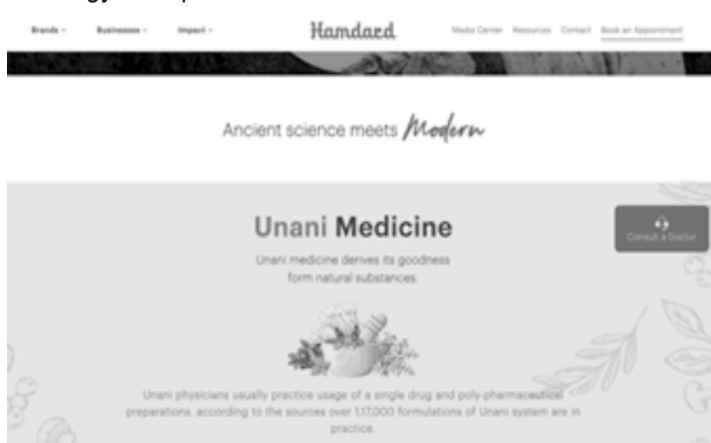 Brands Businesses Impact Hamdard Media Center Resources Contact Book an Appointment
Ancient science meets Modern
Unani Medicine
Consult a Doctor
Unani medicine derives its goodness
form natural substances.
Unani physicians usually practice usage of a single drug and poly-pharmaceutical
preparations. according to the sources over 1,17,000 formulations of Unani system are in
practice.